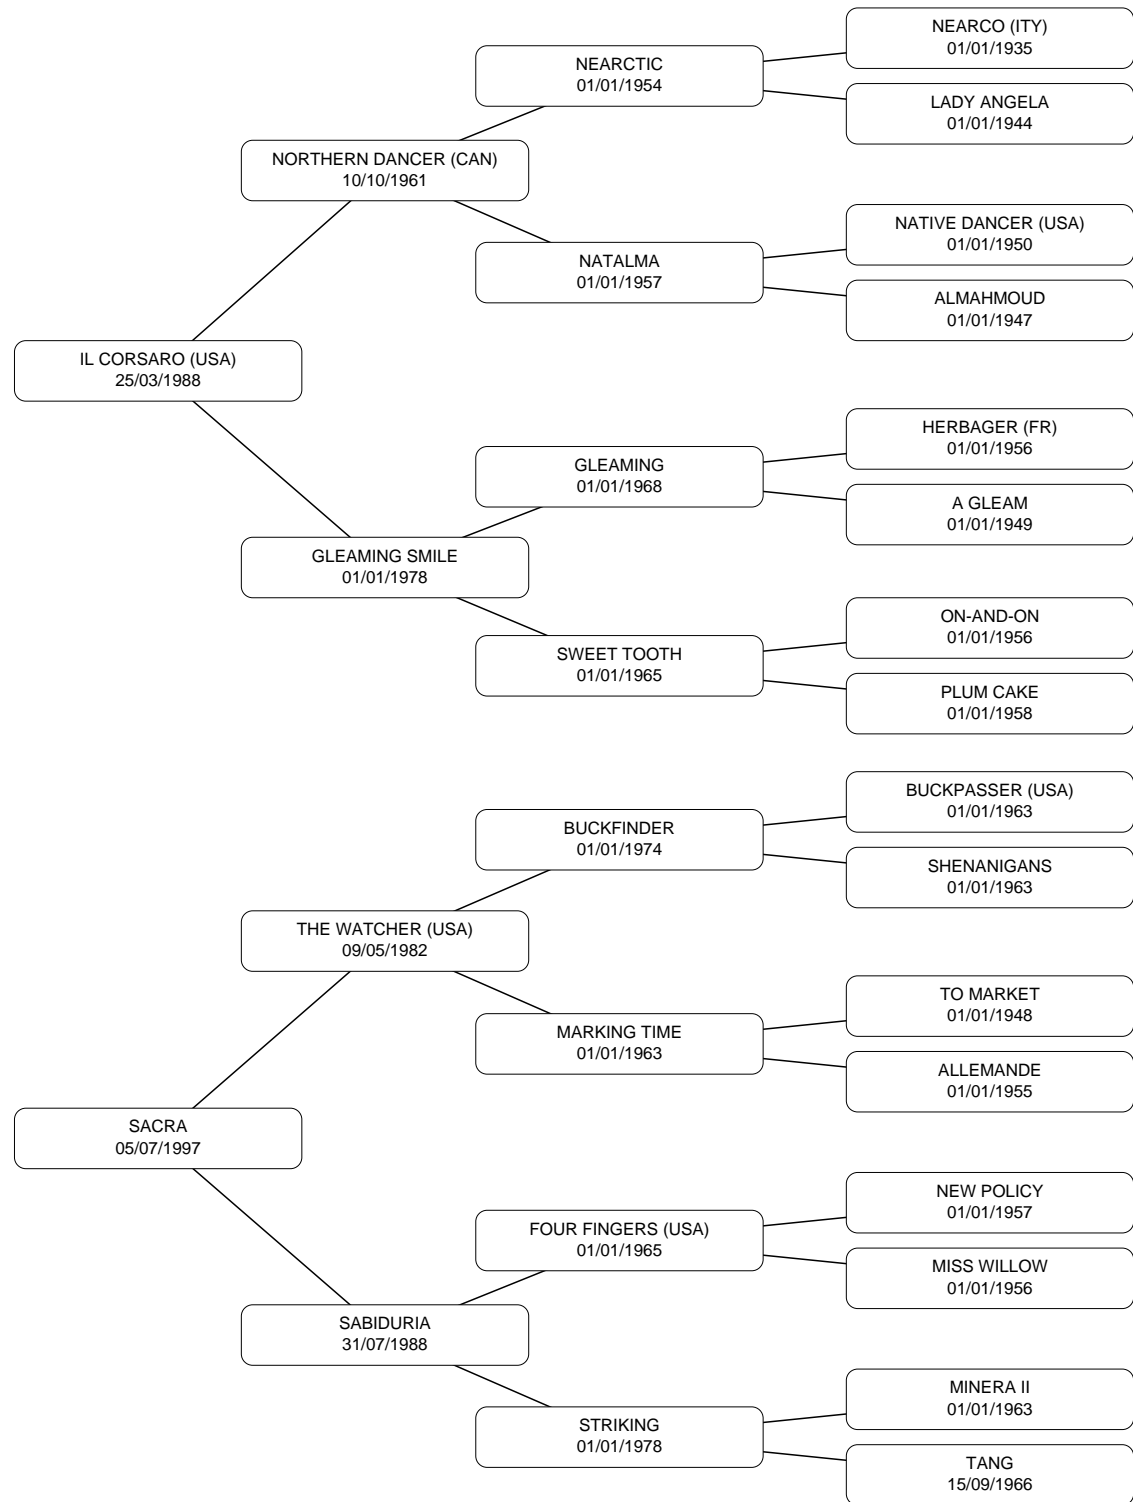 NEARCO (ITY)
01/01/1935
NEARCTIC
01/01/1954
LADY ANGELA
01/01/1944
NORTHERN DANCER (CAN)
10/10/1961
NATIVE DANCER (USA)
01/01/1950
NATALMA
01/01/1957
ALMAHMOUD
01/01/1947
IL CORSARO (USA)
25/03/1988
HERBAGER (FR)
01/01/1956
GLEAMING
01/01/1968
A GLEAM
01/01/1949
GLEAMING SMILE
01/01/1978
ON-AND-ON
01/01/1956
SWEET TOOTH
01/01/1965
PLUM CAKE
01/01/1958
BUCKPASSER (USA)
01/01/1963
BUCKFINDER
01/01/1974
SHENANIGANS
01/01/1963
THE WATCHER (USA)
09/05/1982
TO MARKET
01/01/1948
MARKING TIME
01/01/1963
ALLEMANDE
01/01/1955
SACRA
05/07/1997
NEW POLICY
01/01/1957
FOUR FINGERS (USA)
01/01/1965
MISS WILLOW
01/01/1956
SABIDURIA
31/07/1988
MINERA II
01/01/1963
STRIKING
01/01/1978
TANG
15/09/1966